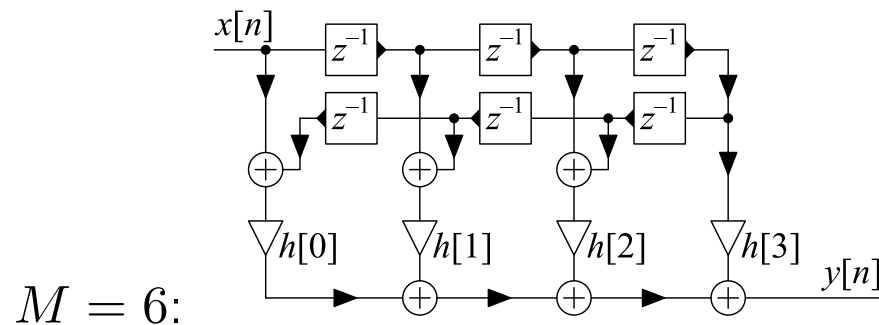 x[n]
z⁻¹ z⁻¹ z⁻¹
z⁻¹ z⁻¹ z⁻¹
+ + +
h[0] h[1] h[2] h[3]
y[n]
M = 6: + + +